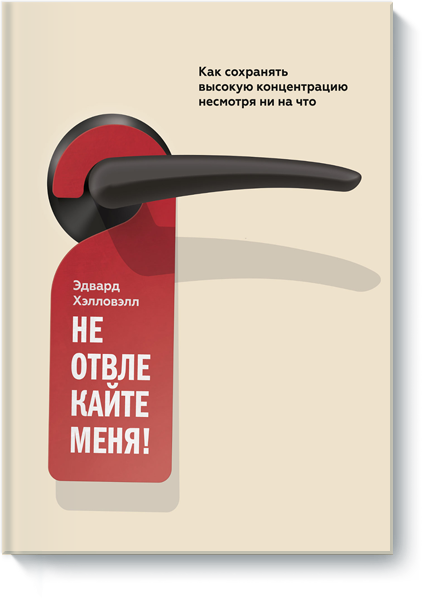 Как сохранять
высокую концентрацию
несмотря ни на что
Эдвард
Хэлловэлл
НЕ
ОТВЛЕ
КАЙТЕ
МЕНЯ!